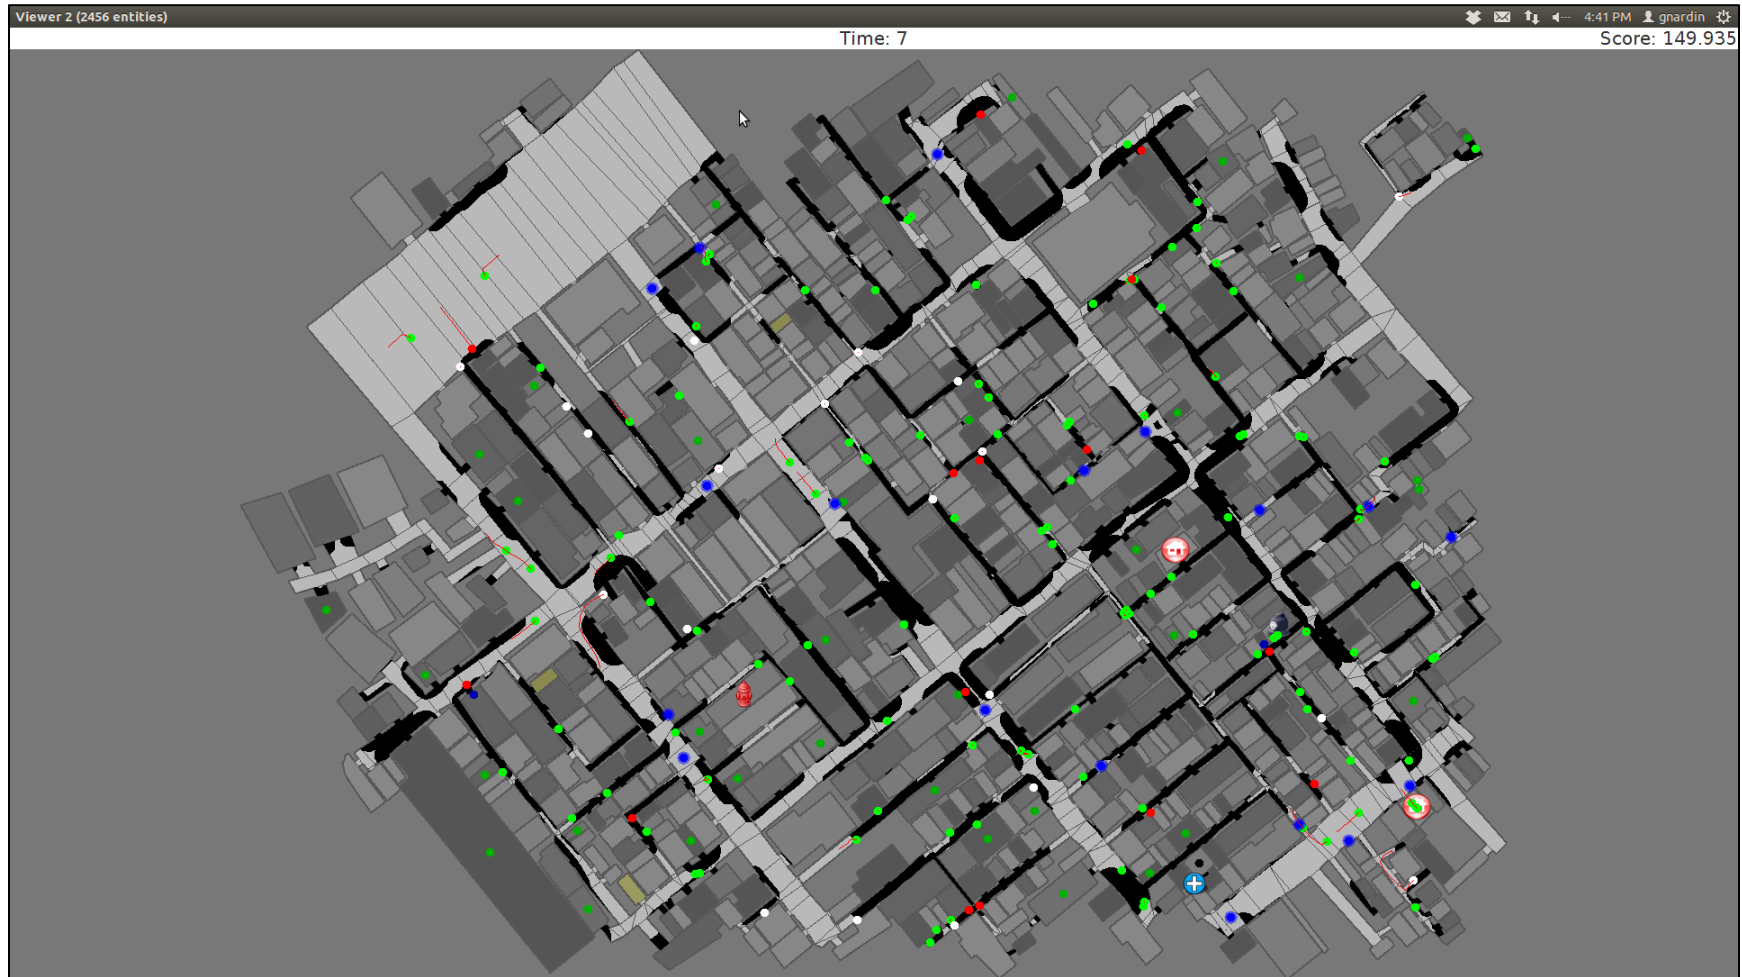 Viewer 2 (2456 entities)
4:41 PM gnardin
Time: 7
Score: 149.935